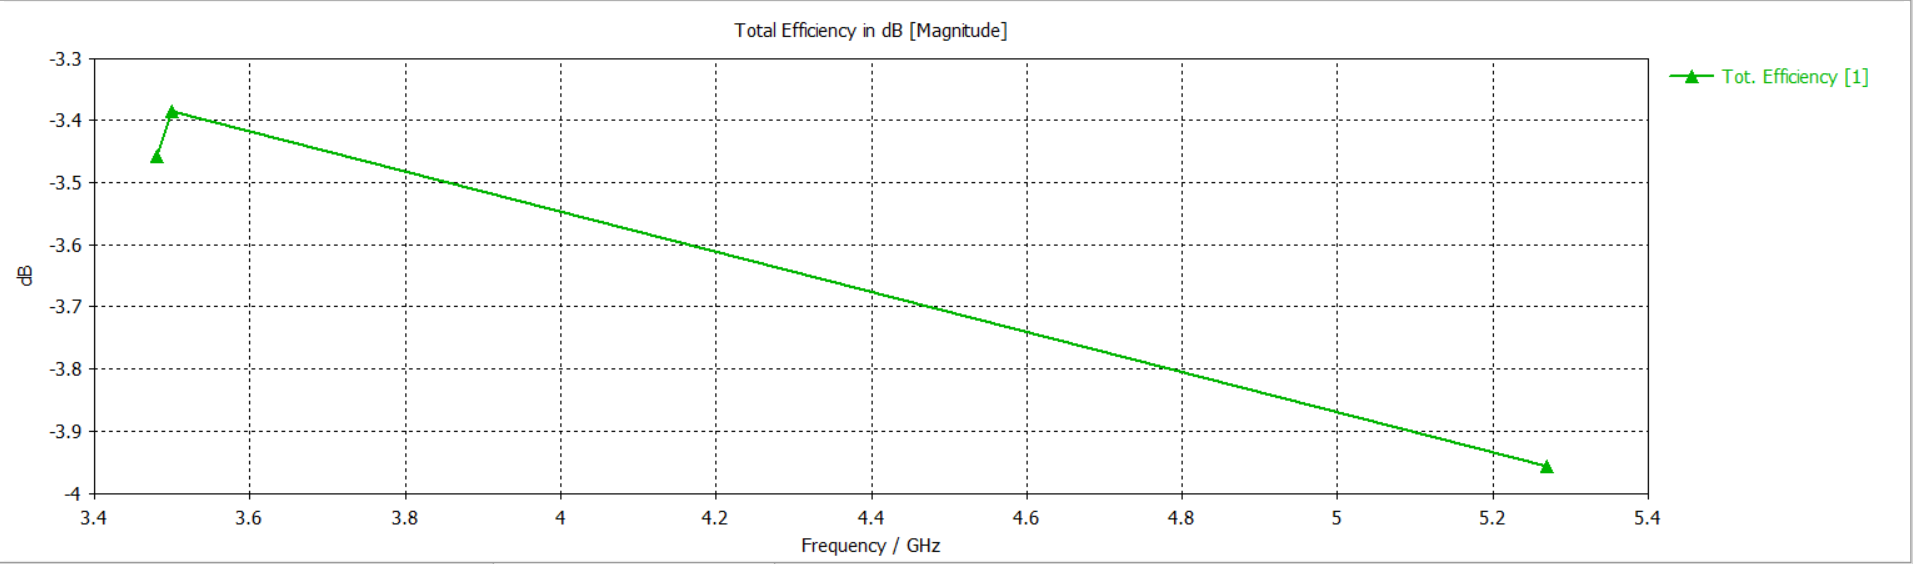 Total Efficiency in dB [Magnitude]
-3.3
-3.4
-3.5
-3.6
-3.7
-3.8
-3.9
-4
dB
3.4 3.6 3.8 4 4.2 4.4 4.6 4.8 5 5.2 5.4
Frequency / GHz
Tot. Efficiency [1]